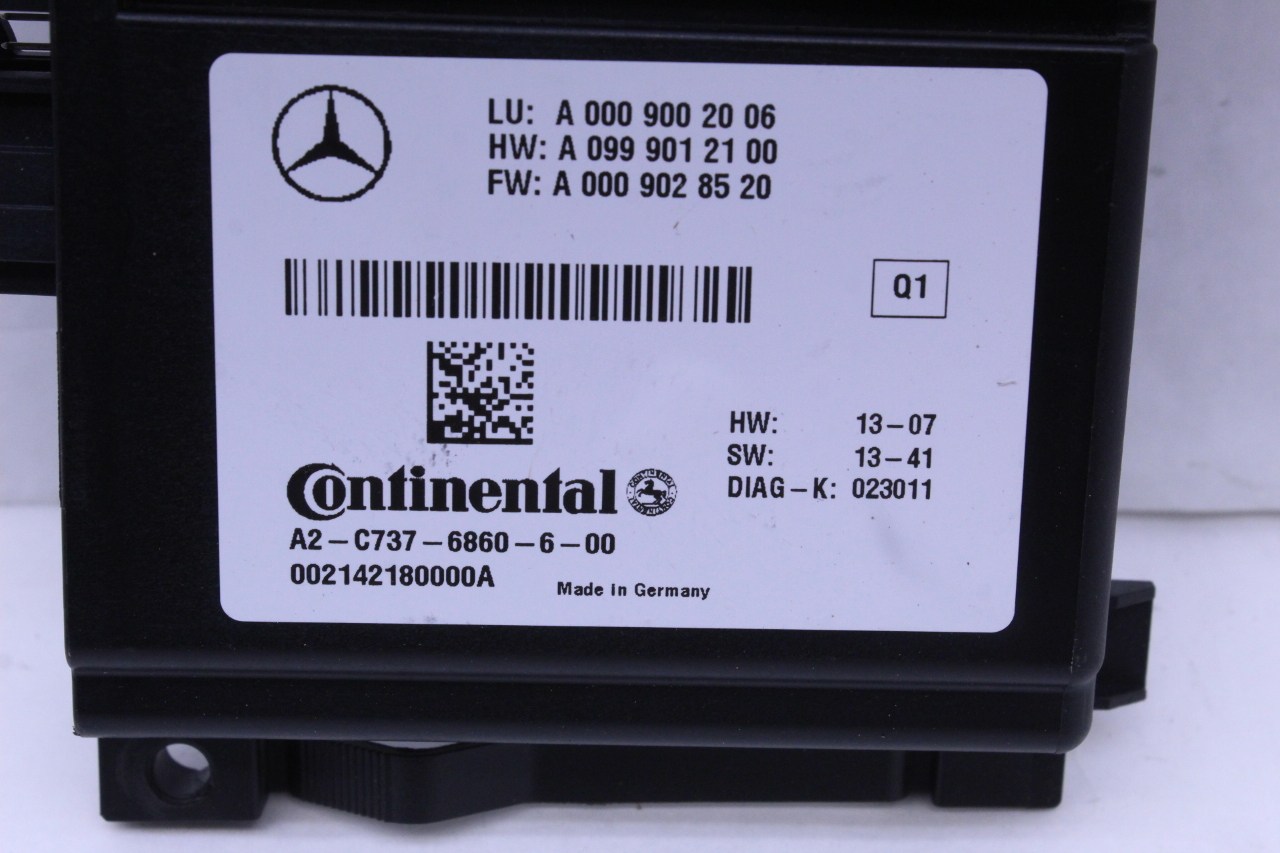 LU: A 000 900 20 06
HW: A 099 901 21 00
FW: A 000 902 85 20
Q1
HW: 13-07
SW: 13-41
DIAG-K: 023011
Continental
A2-C737-6860-6-00
002142180000A
Made in Germany